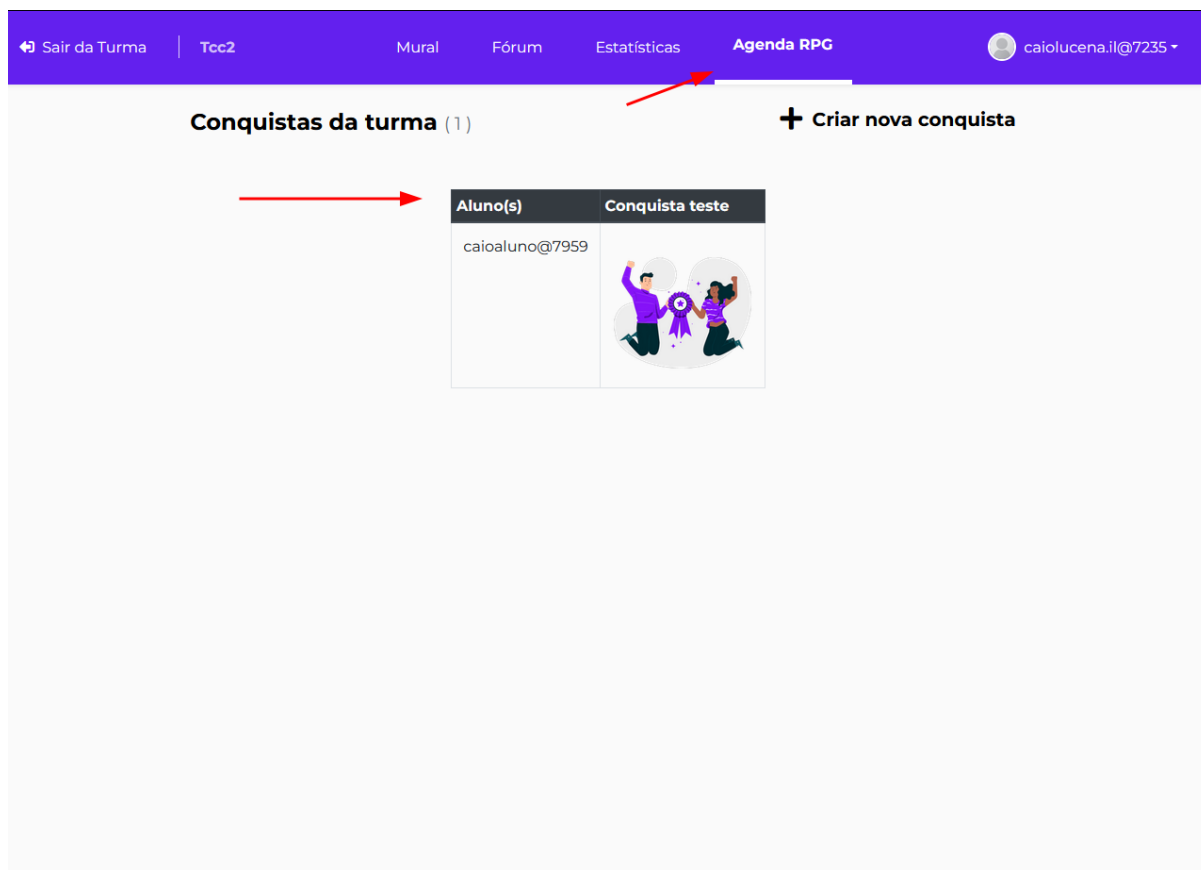 Sair da Turma Tcc2 Mural Fórum Estatísticas Agenda RPG caiolucena.il@7235
Conquistas da turma (1) Criar nova conquista
Aluno(s) Conquista teste
caioaluno@7959